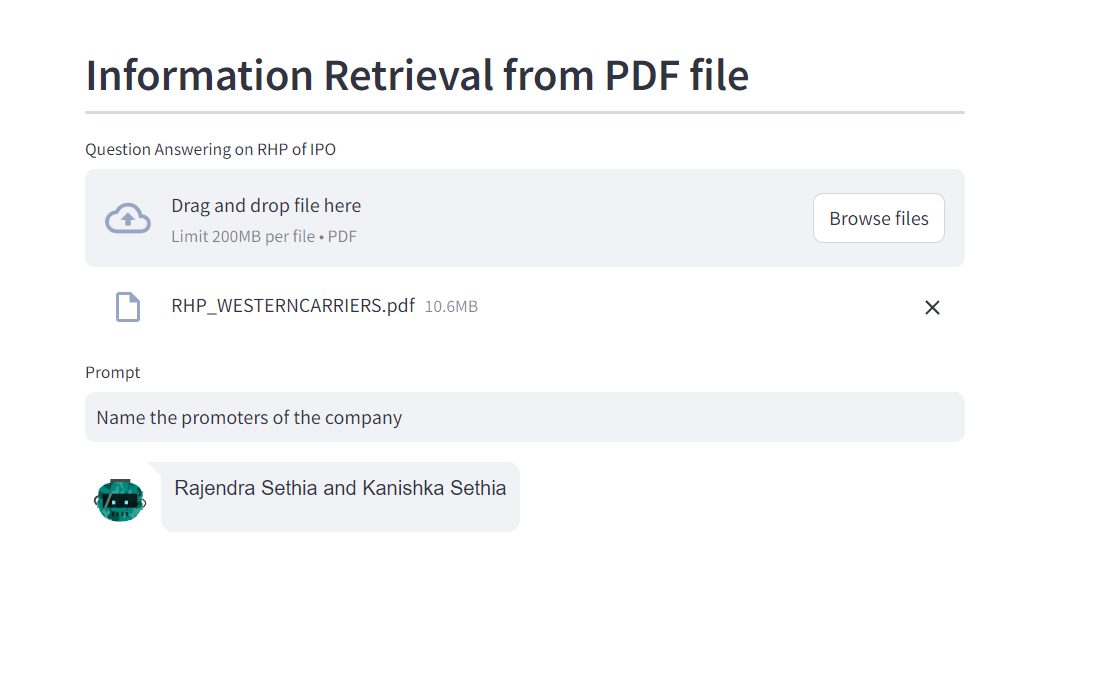 Information Retrieval from PDF file
Question Answering on RHP of IPO
Drag and drop file here
Limit 200MB per file • PDF
Browse files
RHP_WESTERNCARRIERS.pdf 10.6MB
Prompt
Name the promoters of the company
Rajendra Sethia and Kanishka Sethia